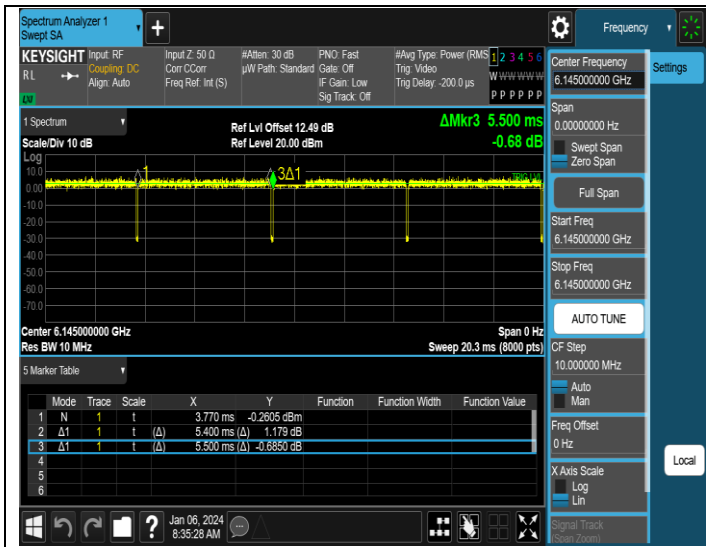 Spectrum Analyzer 1
Swept SA
+
Frequency
KEYSIGHT
RL
LXI
Input: RF
Coupling: DC
Align: Auto
Input Z: 50 Ω
Corr CCorr
Freq Ref: Int (S)
#Atten: 30 dB
µW Path: Standard
PNO: Fast
Gate: Off
IF Gain: Low
Sig Track: Off
#Avg Type: Power (RMS
Trig: Video
Trig Delay: -200.0 µs
1 2 3 4 5 6
W W W W W W
P P P P P P
1 Spectrum
Scale/Div 10 dB
Ref Lvl Offset 12.49 dB
Ref Level 20.00 dBm
ΔMkr3 5.500 ms
-0.68 dB
Log
10.0
0.00
-10.0
-20.0
-30.0
-40.0
-50.0
-60.0
-70.0
1
3Δ1
TRIG LVL
Center 6.145000000 GHz
Res BW 10 MHz
Span 0 Hz
Sweep 20.3 ms (8000 pts)
5 Marker Table
Mode Trace Scale X Y Function Function Width Function Value
1 N 1 t 3.770 ms -0.2605 dBm
2 Δ1 1 t (Δ) 5.400 ms (Δ) 1.179 dB
3 Δ1 1 t (Δ) 5.500 ms (Δ) -0.6850 dB
4
5
6
Jan 06, 2024
8:35:28 AM
Center Frequency
6.145000000 GHz
Span
0.00000000 Hz
Swept Span
Zero Span
Full Span
Start Freq
6.145000000 GHz
Stop Freq
6.145000000 GHz
AUTO TUNE
CF Step
10.000000 MHz
Auto
Man
Freq Offset
0 Hz
X Axis Scale
Log
Lin
Signal Track
(Span Zoom)
Settings
Local